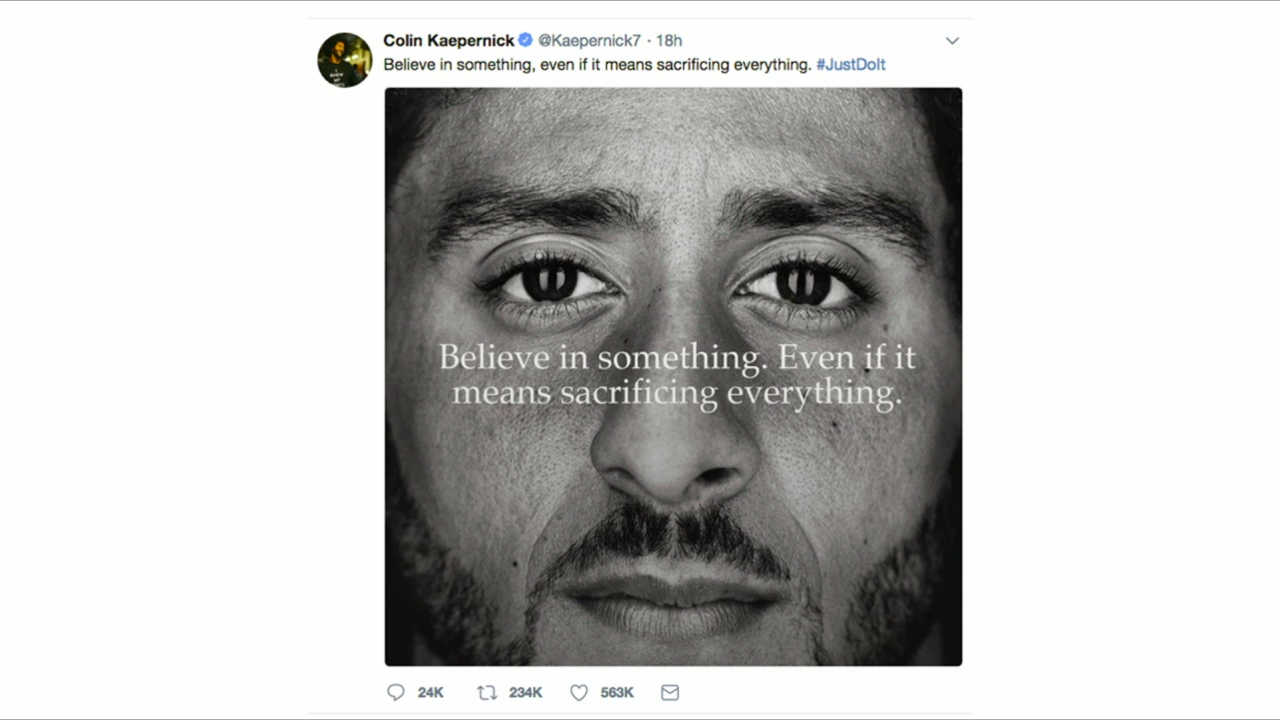 Colin Kaepernick @Kaepernick7 · 18h
Believe in something, even if it means sacrificing everything. #JustDoIt
Believe in something. Even if it
means sacrificing everything.
24K 234K 563K